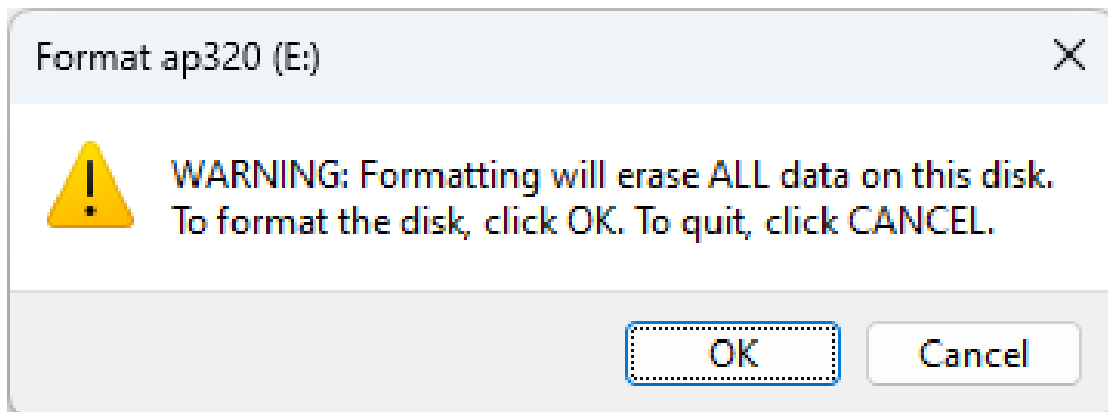 Format ap320 (E:)
WARNING: Formatting will erase ALL data on this disk.
To format the disk, click OK. To quit, click CANCEL.
OK
Cancel